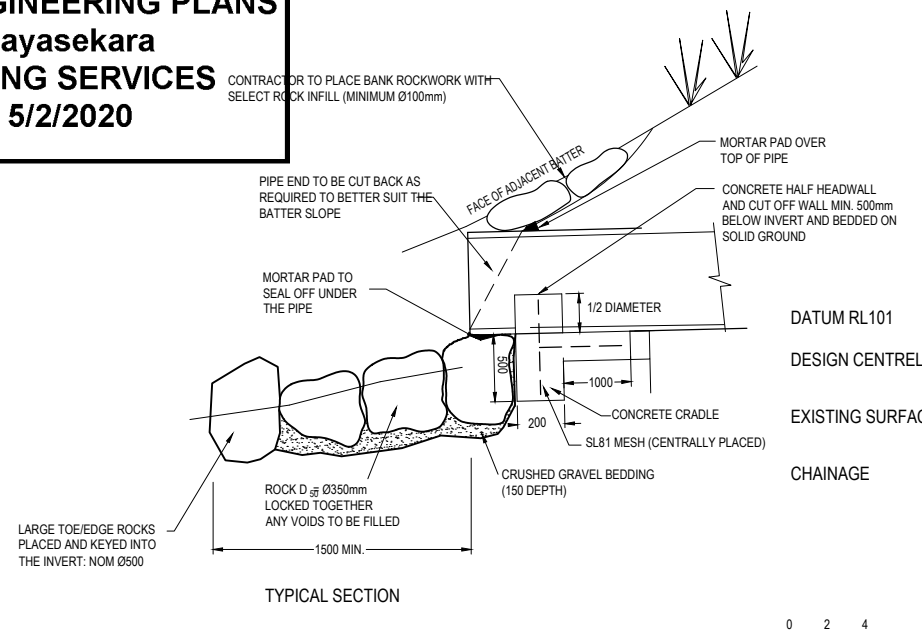 GINEERING PLANS
ayasekara
NG SERVICES
5/2/2020
CONTRACTOR TO PLACE BANK ROCKWORK WITH
SELECT ROCK INFILL (MINIMUM Ø100mm)
FACE OF ADJACENT BATTER
MORTAR PAD OVER
TOP OF PIPE
PIPE END TO BE CUT BACK AS
REQUIRED TO BETTER SUIT THE
BATTER SLOPE
CONCRETE HALF HEADWALL
AND CUT OFF WALL MIN. 500mm
BELOW INVERT AND BEDDED ON
SOLID GROUND
MORTAR PAD TO
SEAL OFF UNDER
THE PIPE
1/2 DIAMETER
500
1000
200
CONCRETE CRADLE
SL81 MESH (CENTRALLY PLACED)
CRUSHED GRAVEL BEDDING
(150 DEPTH)
ROCK D50 Ø350mm
LOCKED TOGETHER
ANY VOIDS TO BE FILLED
LARGE TOE/EDGE ROCKS
PLACED AND KEYED INTO
THE INVERT: NOM Ø500
1500 MIN.
TYPICAL SECTION
DATUM RL101
DESIGN CENTREL
EXISTING SURFAC
CHAINAGE
0 2 4